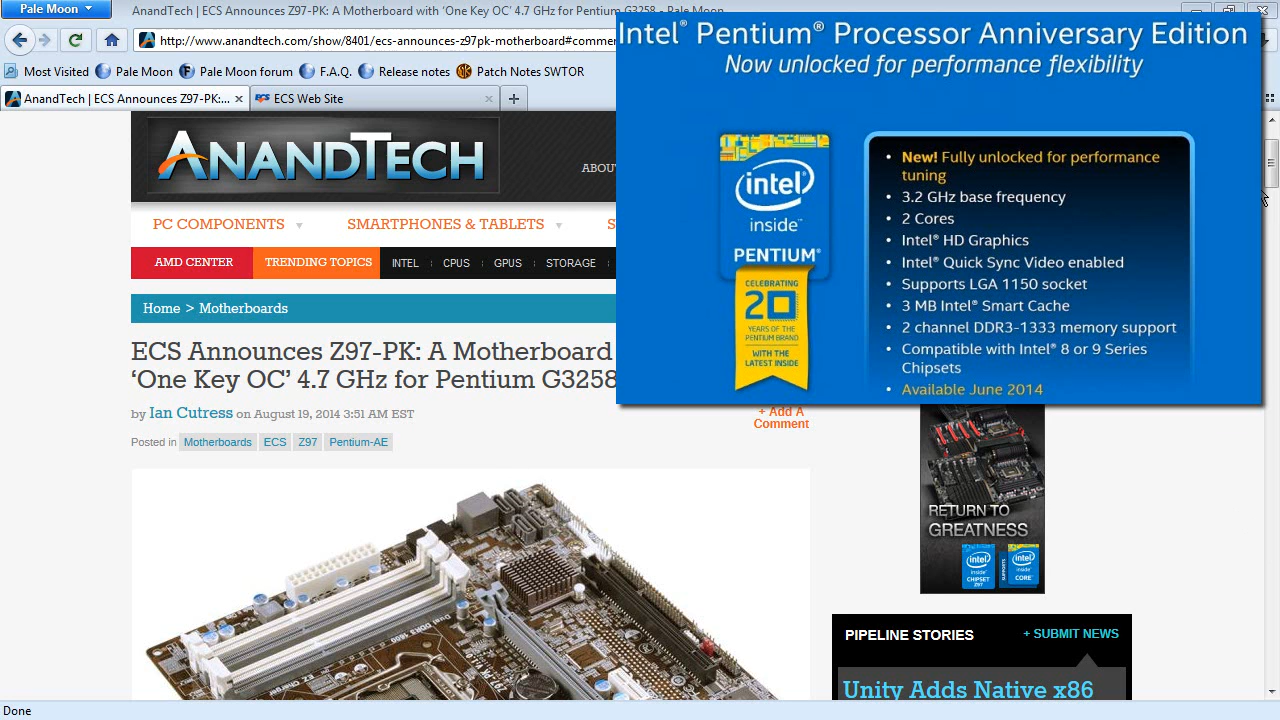 Pale Moon
AnandTech | ECS Announces Z97-PK: A Motherboard with 'One Key OC' 4.7 GHz for Pentium G3258 - Pale Moon
http://www.anandtech.com/show/8401/ecs-announces-z97pk-motherboard-commer
Most Visited Pale Moon Pale Moon forum F.A.Q. Release notes Patch Notes SWTOR
AnandTech | ECS Announces Z97-PK:... ECS Web Site
ANANDTECH
ABOU
PC COMPONENTS SMARTPHONES & TABLETS S
AMD CENTER TRENDING TOPICS INTEL CPUS GPUS STORAGE
Home > Motherboards
ECS Announces Z97-PK: A Motherboard
'One Key OC' 4.7 GHz for Pentium G3258
by Ian Cutress on August 19, 2014 3:51 AM EST
+ Add A
Comment
Posted in Motherboards ECS Z97 Pentium-AE
Intel® Pentium® Processor Anniversary Edition
Now unlocked for performance flexibility
intel®
inside™
PENTIUM®
CELEBRATING
20
YEARS OF THE
PENTIUM BRAND
WITH THE
LATEST INSIDE
• New! Fully unlocked for performance
tuning
• 3.2 GHz base frequency
• 2 Cores
• Intel® HD Graphics
• Intel® Quick Sync Video enabled
• Supports LGA 1150 socket
• 3 MB Intel® Smart Cache
• 2 channel DDR3-1333 memory support
• Compatible with Intel® 8 or 9 Series
Chipsets
• Available June 2014
RETURN TO
GREATNESS
intel inside CHIPSET Z97
SUPPORTS
intel inside CORE
PIPELINE STORIES + SUBMIT NEWS
Unity Adds Native x86
Done